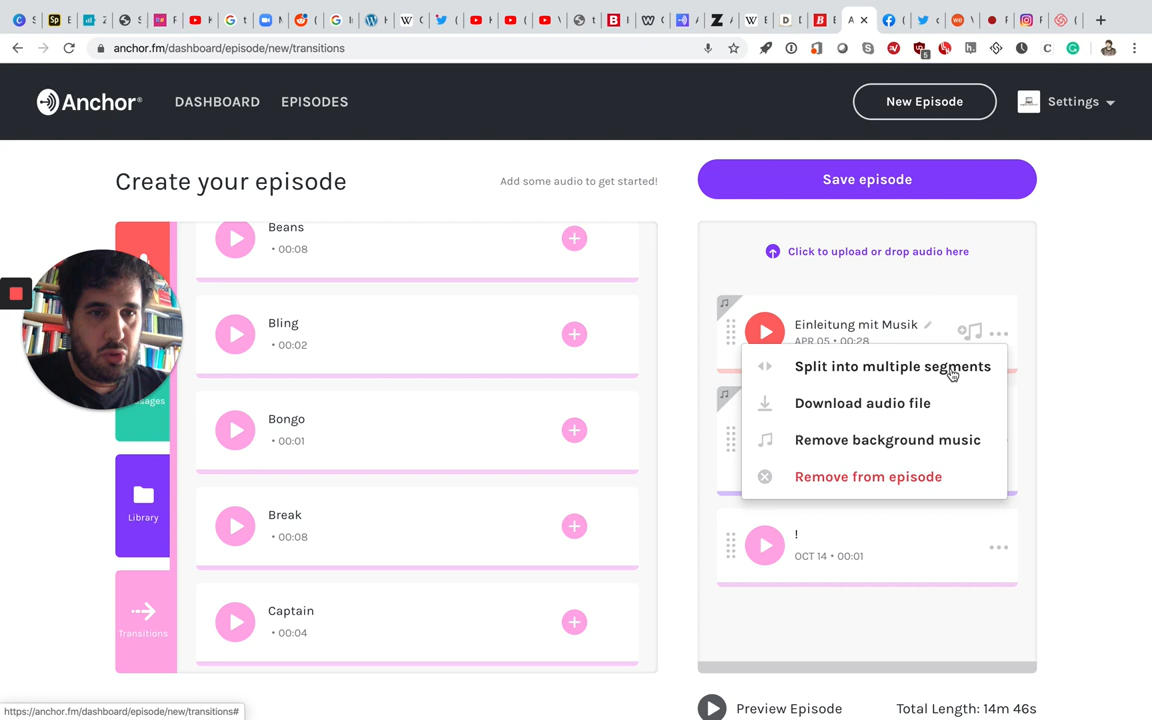 anchor.fm/dashboard/episode/new/transitions
Anchor
DASHBOARD
EPISODES
New Episode
Settings
Create your episode
Add some audio to get started!
Save episode
Click to upload or drop audio here
Beans
• 00:08
Bling
• 00:02
Bongo
• 00:01
Break
• 00:08
Captain
• 00:04
Library
Transitions
Einleitung mit Musik
APR 05 • 00:28
Split into multiple segments
Download audio file
Remove background music
Remove from episode
!
OCT 14 • 00:01
Preview Episode
Total Length: 14m 46s
https://anchor.fm/dashboard/episode/new/transitions#